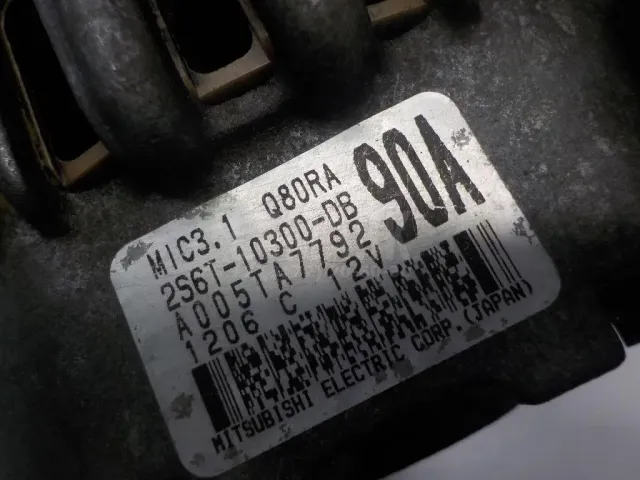 MIC3.1 Q80RA
2S6T-10300-DB
90A
A005TA7792
1206 C 12V
MITSUBISHI ELECTRIC CORP.(JAPAN)